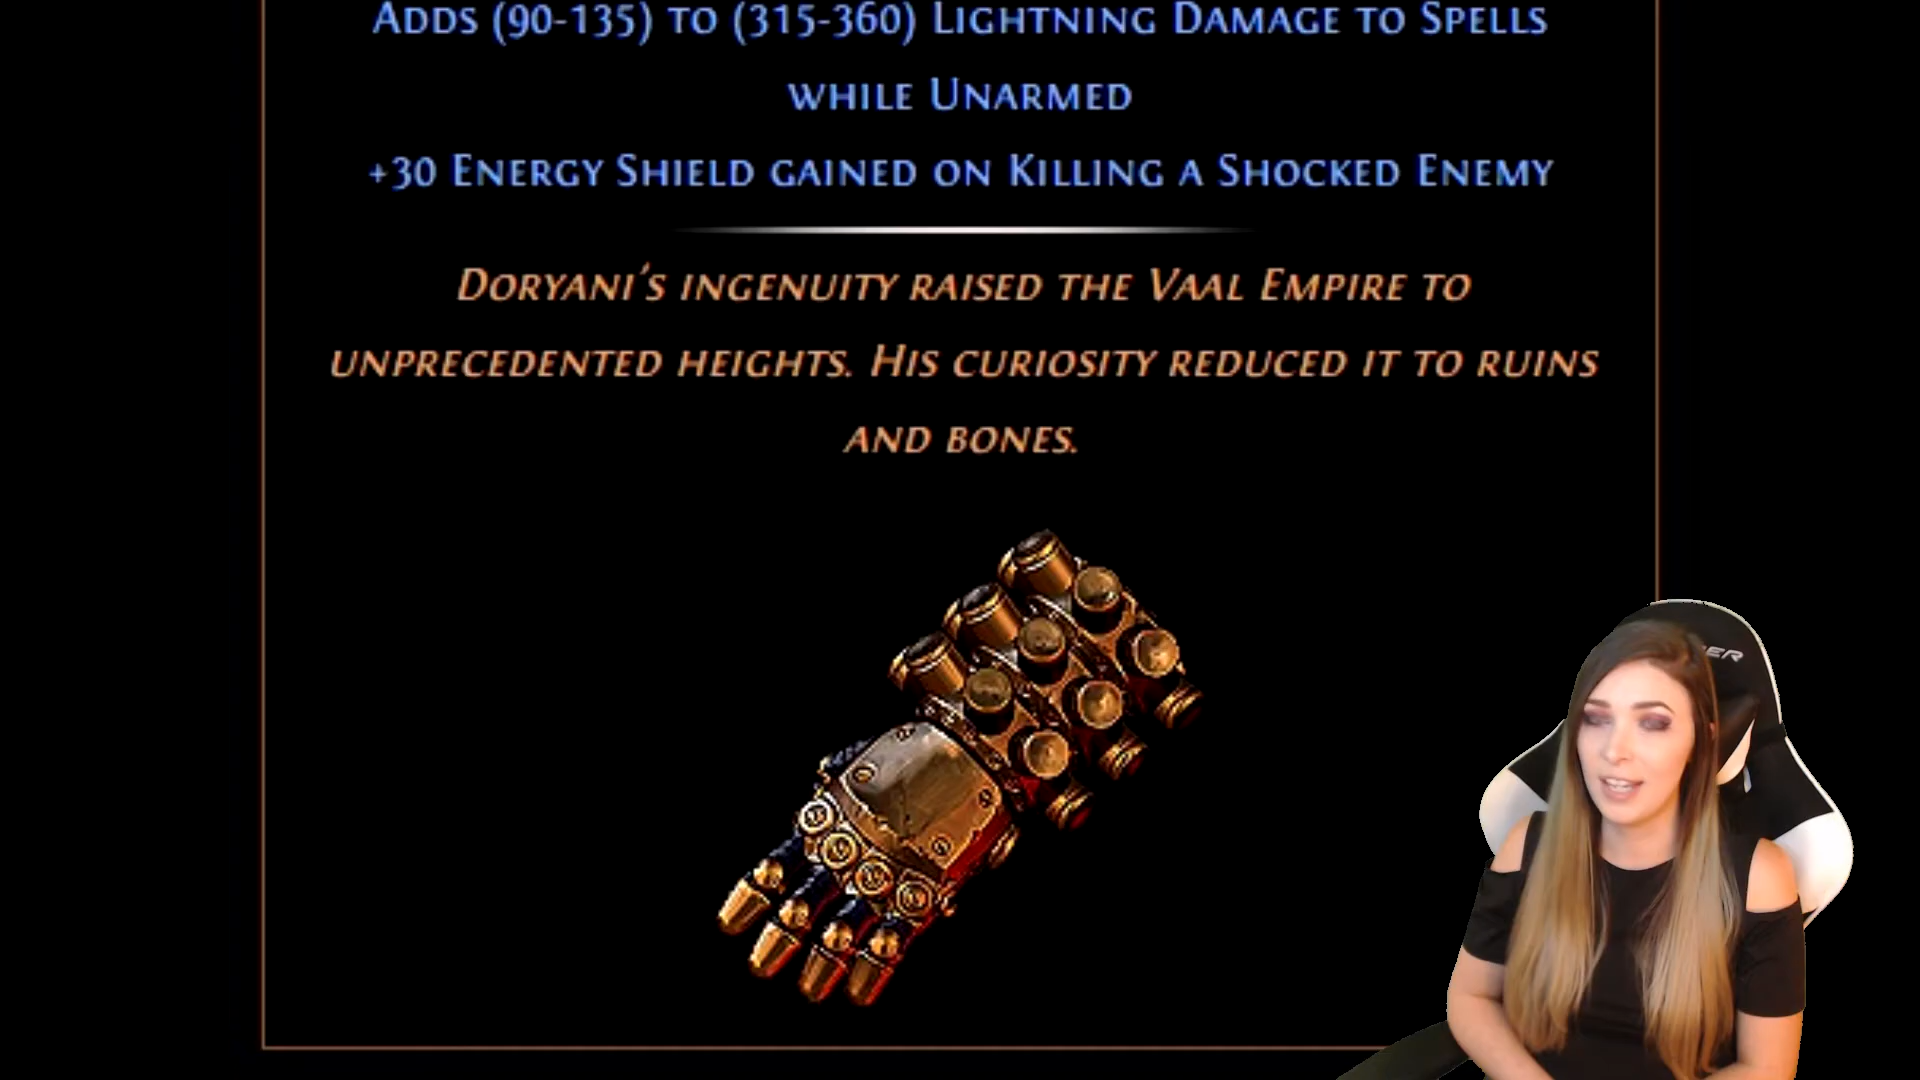 Adds (90-135) to (315-360) Lightning Damage to Spells
while Unarmed
+30 Energy Shield gained on Killing a Shocked Enemy
Doryani's ingenuity raised the Vaal Empire to
unprecedented heights. His curiosity reduced it to ruins
and bones.